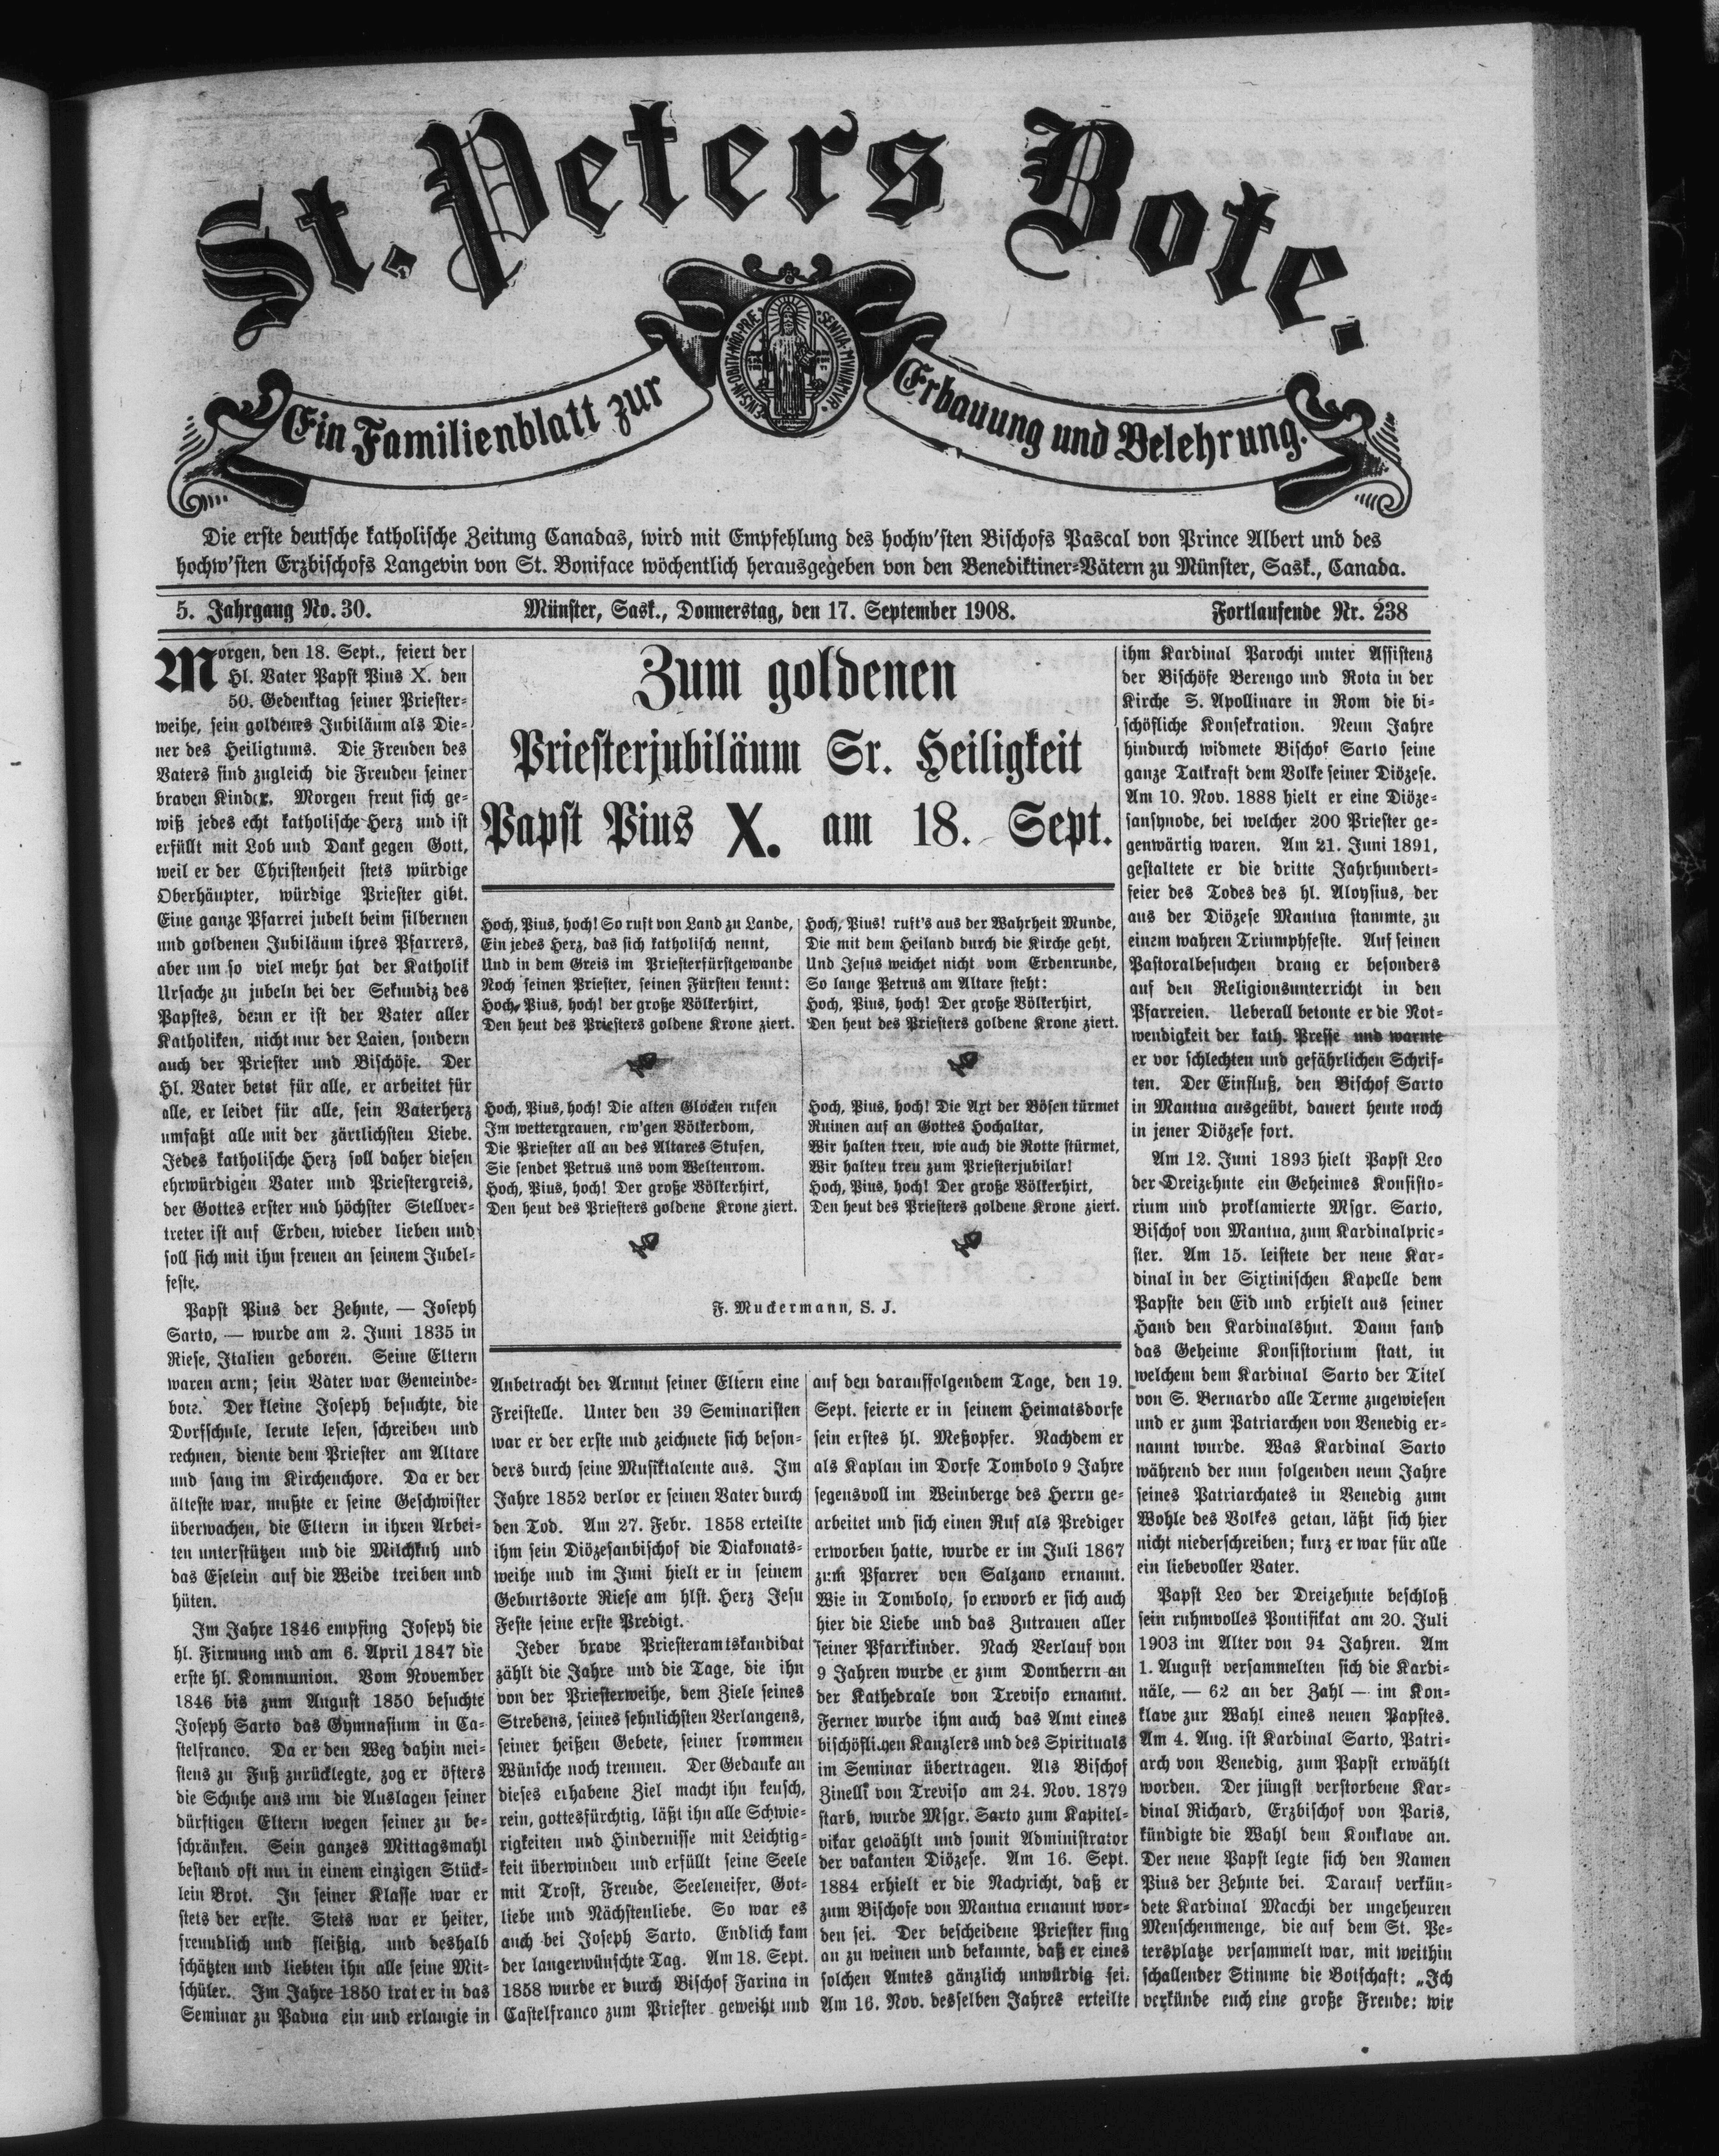 St. Peters Bote.
Ein Familienblatt zur Erbauung und Belehrung.
Die erste deutsche katholische Zeitung Canadas, wird mit Empfehlung des hochw'sten Bischofs Pascal von Prince Albert und des
hochw'sten Erzbischofs Langevin von St. Boniface wöchentlich herausgegeben von den Benediktiner-Vätern zu Münster, Sask., Canada.
5. Jahrgang No. 30. Münster, Sask., Donnerstag, den 17. September 1908. Fortlaufende Nr. 238
Morgen, den 18. Sept., feiert der
Hl. Vater Papst Pius X. den
50. Gedenktag seiner Priester-
weihe, sein goldenes Jubiläum als Die-
ner des Heiligtums. Die Freuden des
Vaters sind zugleich die Freuden seiner
braven Kinder. Morgen freut sich ge-
wiß jedes echt katholische Herz und ist
erfüllt mit Lob und Dank gegen Gott,
weil er der Christenheit stets würdige
Oberhäupter, würdige Priester gibt.
Eine ganze Pfarrei jubelt beim silbernen
und goldenen Jubiläum ihres Pfarrers,
aber um so viel mehr hat der Katholik
Ursache zu jubeln bei der Sekundiz des
Papstes, denn er ist der Vater aller
Katholiken, nicht nur der Laien, sondern
auch der Priester und Bischöfe. Der
Hl. Vater betet für alle, er arbeitet für
alle, er leidet für alle, sein Vaterherz
umfaßt alle mit der zärtlichsten Liebe.
Jedes katholische Herz soll daher diesen
ehrwürdigen Vater und Priestergreis,
der Gottes erster und höchster Stellver-
treter ist auf Erden, wieder lieben und
soll sich mit ihm freuen an seinem Jubel-
feste.
Papst Pius der Zehnte, — Joseph
Sarto, — wurde am 2. Juni 1835 in
Riese, Italien geboren. Seine Eltern
waren arm; sein Vater war Gemeinde-
bote. Der kleine Joseph besuchte, die
Dorfschule, lernte lesen, schreiben und
rechnen, diente dem Priester am Altare
und sang im Kirchenchore. Da er der
älteste war, mußte er seine Geschwister
überwachen, die Eltern in ihren Arbei-
ten unterstützen und die Milchkuh und
das Eselein auf die Weide treiben und
hüten.
Im Jahre 1846 empfing Joseph die
hl. Firmung und am 6. April 1847 die
erste hl. Kommunion. Vom November
1846 bis zum August 1850 besuchte
Joseph Sarto das Gymnasium in Ca-
stelfranco. Da er den Weg dahin mei-
stens zu Fuß zurücklegte, zog er öfters
die Schuhe aus um die Auslagen seiner
dürftigen Eltern wegen seiner zu be-
schränken. Sein ganzes Mittagsmahl
bestand oft nur in einem einzigen Stück-
lein Brot. In seiner Klasse war er
stets der erste. Stets war er heiter,
freundlich und fleißig, und deshalb
schätzten und liebten ihn alle seine Mit-
schüler. Im Jahre 1850 trat er in das
Seminar zu Padua ein und erlangte in
Zum goldenen
Priesterjubiläum Sr. Heiligkeit
Papst Pius X. am 18. Sept.
Hoch, Pius, hoch! So ruft von Land zu Lande,
Ein jedes Herz, das sich katholisch nennt,
Und in dem Greis im Priesterfürstgewande
Noch seinen Priester, seinen Fürsten kennt:
Hoch, Pius, hoch! der große Völkerhirt,
Den heut des Priesters goldene Krone ziert.
Hoch, Pius, hoch! Die alten Glocken rufen
Im wettergrauen, ew'gen Völkerdom,
Die Priester all an des Altares Stufen,
Sie sendet Petrus uns vom Weltenrom.
Hoch, Pius, hoch! Der große Völkerhirt,
Den heut des Priesters goldene Krone ziert.
Hoch, Pius! ruft's aus der Wahrheit Munde,
Die mit dem Heiland durch die Kirche geht,
Und Jesus weichet nicht vom Erdenrunde,
So lange Petrus am Altare steht:
Hoch, Pius, hoch! Der große Völkerhirt,
Den heut des Priesters goldene Krone ziert.
Hoch, Pius, hoch! Die Axt der Bösen türmet
Ruinen auf an Gottes Hochaltar,
Wir halten treu, wie auch die Rotte stürmet,
Wir halten treu zum Priesterjubilar!
Hoch, Pius, hoch! Der große Völkerhirt,
Den heut des Priesters goldene Krone ziert.
F. Muckermann, S. J.
Anbetracht der Armut seiner Eltern eine
Freistelle. Unter den 39 Seminaristen
war er der erste und zeichnete sich beson-
ders durch seine Musiktalente aus. Im
Jahre 1852 verlor er seinen Vater durch
den Tod. Am 27. Febr. 1858 erteilte
ihm sein Diözesanbischof die Diakonats-
weihe und im Juni hielt er in seinem
Geburtsorte Riese am hlst. Herz Jesu
Feste seine erste Predigt.
Jeder brave Priesteramtskandidat
zählt die Jahre und die Tage, die ihn
von der Priesterweihe, dem Ziele seines
Strebens, seines sehnlichsten Verlangens,
seiner heißen Gebete, seiner frommen
Wünsche noch trennen. Der Gedanke an
dieses erhabene Ziel macht ihn keusch,
rein, gottesfürchtig, läßt ihn alle Schwie-
rigkeiten und Hindernisse mit Leichtig-
keit überwinden und erfüllt seine Seele
mit Trost, Freude, Seeleneifer, Got-
liebe und Nächstenliebe. So war es
auch bei Joseph Sarto. Endlich kam
der langerwünschte Tag. Am 18. Sept.
1858 wurde er durch Bischof Farina in
Castelfranco zum Priester geweiht und
auf den darauffolgendem Tage, den 19.
Sept. feierte er in seinem Heimatsdorfe
sein erstes hl. Meßopfer. Nachdem er
als Kaplan im Dorfe Tombolo 9 Jahre
segensvoll im Weinberge des Herrn ge-
arbeitet und sich einen Ruf als Prediger
erworben hatte, wurde er im Juli 1867
zum Pfarrer von Salzano ernannt.
Wie in Tombolo, so erworb er sich auch
hier die Liebe und das Zutrauen aller
seiner Pfarrkinder. Nach Verlauf von
9 Jahren wurde er zum Domherrn an
der Kathedrale von Treviso ernannt.
Ferner wurde ihm auch das Amt eines
bischöflichen Kanzlers und des Spirituals
im Seminar übertragen. Als Bischof
Zinelli von Treviso am 24. Nov. 1879
starb, wurde Msgr. Sarto zum Kapitel-
vikar gewählt und somit Administrator
der vakanten Diözese. Am 16. Sept.
1884 erhielt er die Nachricht, daß er
zum Bischofe von Mantua ernannt wor-
den sei. Der bescheidene Priester fing
an zu weinen und bekannte, daß er eines
solchen Amtes gänzlich unwürdig sei.
Am 16. Nov. desselben Jahres erteilte
ihm Kardinal Parochi unter Assistenz
der Bischöfe Berengo und Rota in der
Kirche S. Apollinare in Rom die bi-
schöfliche Konsekration. Neun Jahre
hindurch widmete Bischof Sarto seine
ganze Tatkraft dem Volke seiner Diözese.
Am 10. Nov. 1888 hielt er eine Diöze-
sansynode, bei welcher 200 Priester ge-
genwärtig waren. Am 21. Juni 1891,
gestaltete er die dritte Jahrhundert-
feier des Todes des hl. Aloysius, der
aus der Diözese Mantua stammte, zu
einem wahren Triumphfeste. Auf seinen
Pastoralbesuchen drang er besonders
auf den Religionsunterricht in den
Pfarreien. Ueberall betonte er die Not-
wendigkeit der kath. Presse und warnte
er vor schlechten und gefährlichen Schrif-
ten. Der Einfluß, den Bischof Sarto
in Mantua ausgeübt, dauert heute noch
in jener Diözese fort.
Am 12. Juni 1893 hielt Papst Leo
der Dreizehnte ein Geheimes Konsisto-
rium und proklamierte Msgr. Sarto,
Bischof von Mantua, zum Kardinalprie-
ster. Am 15. leistete der neue Kar-
dinal in der Sixtinischen Kapelle dem
Papste den Eid und erhielt aus seiner
Hand den Kardinalshut. Dann fand
das Geheime Konsistorium statt, in
welchem dem Kardinal Sarto der Titel
von S. Bernardo alle Terme zugewiesen
und er zum Patriarchen von Venedig er-
nannt wurde. Was Kardinal Sarto
während der nun folgenden neun Jahre
seines Patriarchates in Venedig zum
Wohle des Volkes getan, läßt sich hier
nicht niederschreiben; kurz er war für alle
ein liebevoller Vater.
Papst Leo der Dreizehnte beschloß
sein ruhmvolles Pontifikat am 20. Juli
1903 im Alter von 94 Jahren. Am
1. August versammelten sich die Kardi-
näle, — 62 an der Zahl — im Kon-
klave zur Wahl eines neuen Papstes.
Am 4. Aug. ist Kardinal Sarto, Patri-
arch von Venedig, zum Papst erwählt
worden. Der jüngst verstorbene Kar-
dinal Richard, Erzbischof von Paris,
kündigte die Wahl dem Konklave an.
Der neue Papst legte sich den Namen
Pius der Zehnte bei. Darauf verkün-
dete Kardinal Macchi der ungeheuren
Menschenmenge, die auf dem St. Pe-
tersplatze versammelt war, mit weithin
schallender Stimme die Botschaft: „Ich
verkünde euch eine große Freude: wir